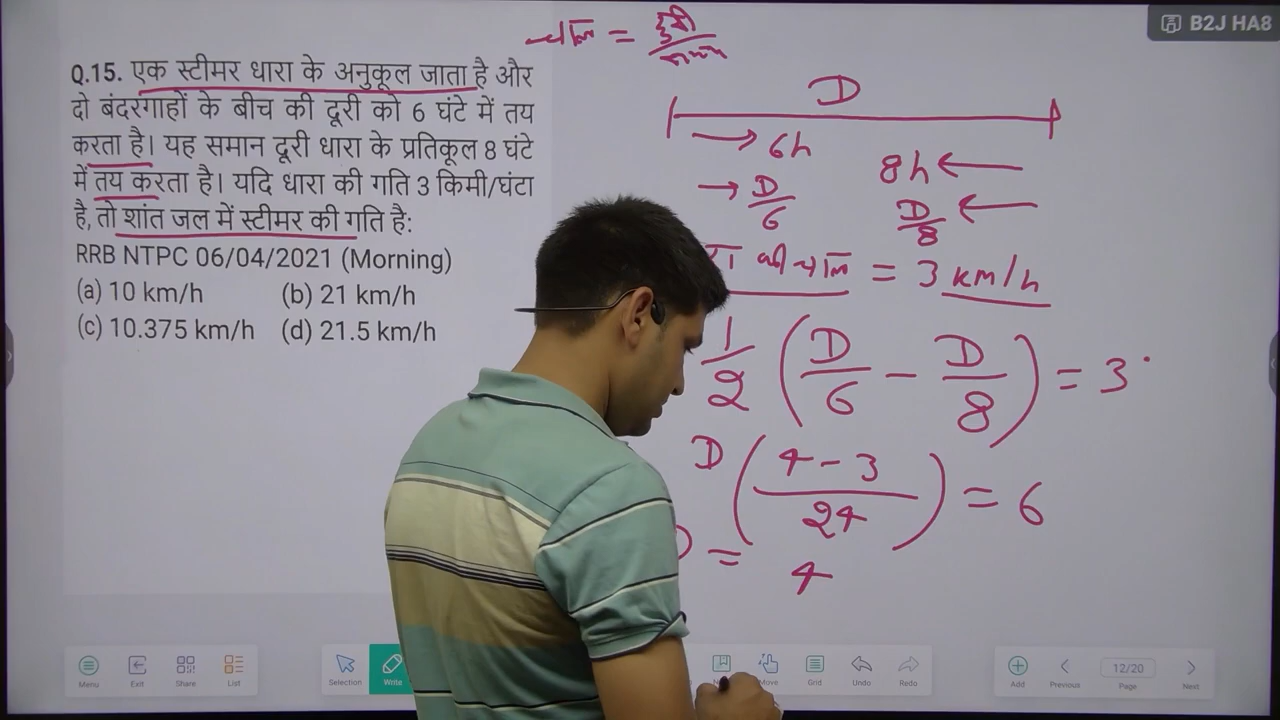 B2J HA8
चाल = दूरी
समय
Q.15. एक स्टीमर धारा के अनुकूल जाता है और
दो बंदरगाहों के बीच की दूरी को 6 घंटे में तय
करता है। यह समान दूरी धारा के प्रतिकूल 8 घंटे
में तय करता है। यदि धारा की गति 3 किमी/घंटा
है, तो शांत जल में स्टीमर की गति है:
RRB NTPC 06/04/2021 (Morning)
(a) 10 km/h (b) 21 km/h
(c) 10.375 km/h (d) 21.5 km/h
D
→ 6h
8h ←
→ D/6
D/8 ←
की चाल = 3 km/h
1/2 (D/6 - D/8) = 3
D (4-3/24) = 6
= 4
Menu Exit Share List Selection Write Move Grid Undo Redo Add Previous 12/20 Page Next